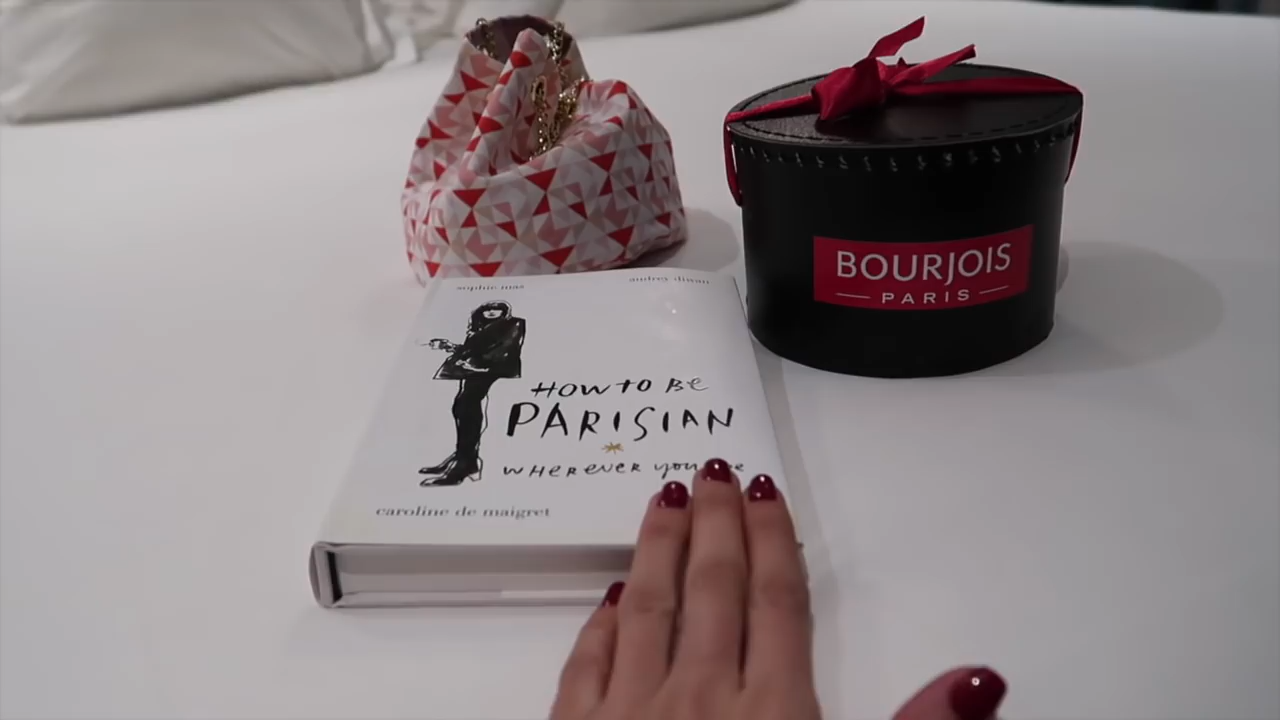 BOURJOIS
PARIS
sophie mas
audrey diwan
HOW TO BE
PARISIAN
WHEREVER you
caroline de maigret